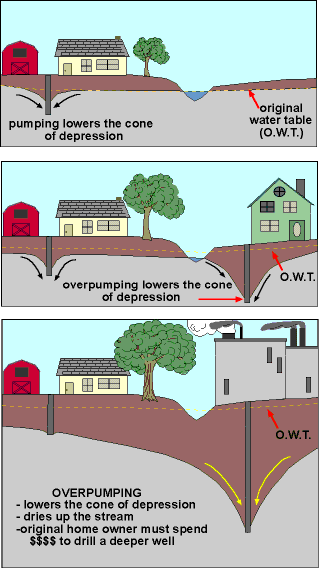 pumping lowers the cone
of depression
original
water table
(O.W.T.)
overpumping lowers the cone
of depression
O.W.T.
O.W.T.
OVERPUMPING
- lowers the cone of depression
- dries up the stream
-original home owner must spend
$$$$ to drill a deeper well